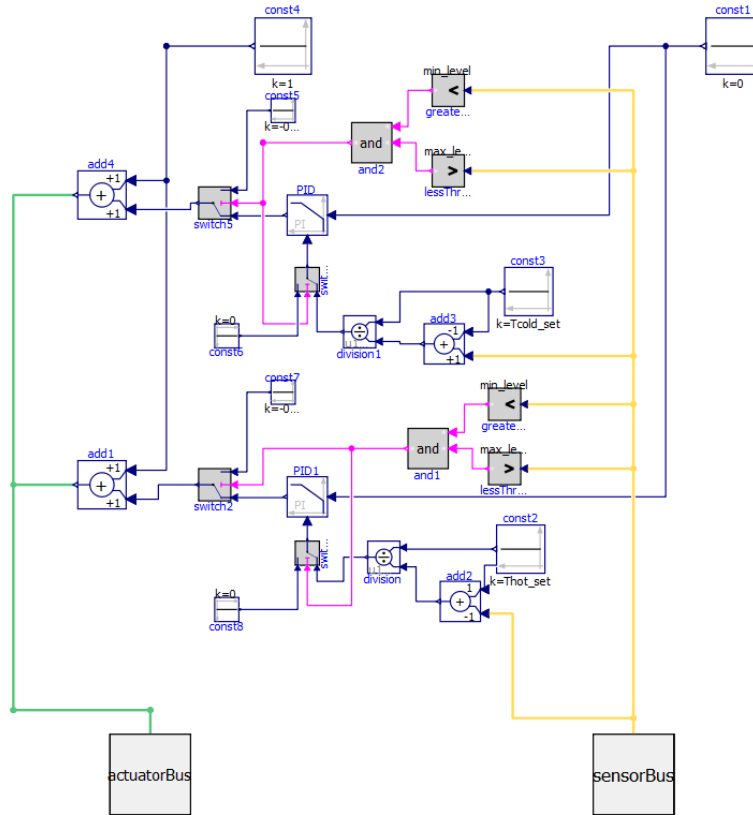 const4
const1
k=1
k=0
const5
k=-0...
min_level
<
greate...
add4
+1
+
+1
and
and2
max_le...
>
lessThr...
PID
PI
switch5
const3
k=Tcold_set
swit...
k=0
const6
division1
add3
-1
+
+1
const7
k=-0...
min_level
<
greate...
add1
+1
+
+1
and
and1
max_le...
>
lessThr...
PID1
PI
switch2
const2
k=Thot_set
swit...
k=0
const8
division
add2
1
+
-1
actuatorBus
sensorBus